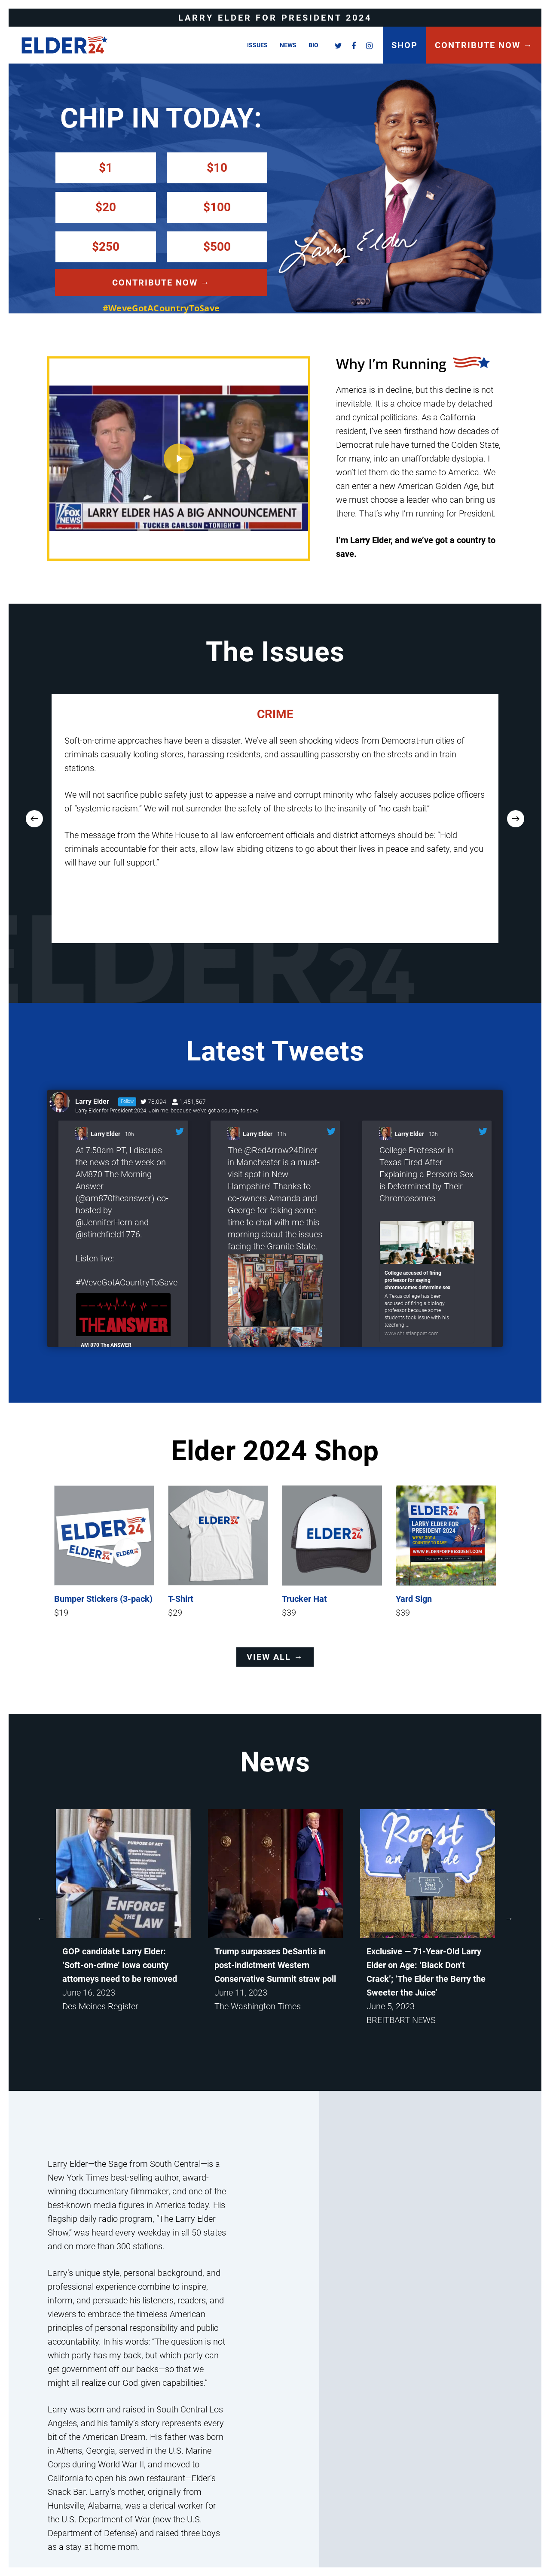 LARRY ELDER FOR PRESIDENT 2024
ELDER 24
ISSUES NEWS BIO
SHOP
CONTRIBUTE NOW →
CHIP IN TODAY:
$1 $10
$20 $100
$250 $500
CONTRIBUTE NOW →
#WeveGotACountryToSave
Larry Elder
Why I'm Running
America is in decline, but this decline is not
inevitable. It is a choice made by detached
and cynical politicians. As a California
resident, I've seen firsthand how decades of
Democrat rule have turned the Golden State,
for many, into an unaffordable dystopia. I
won't let them do the same to America. We
can enter a new American Golden Age, but
we must choose a leader who can bring us
there. That's why I'm running for President.
I'm Larry Elder, and we've got a country to
save.
FOX
NEWS
LARRY ELDER HAS A BIG ANNOUNCEMENT
TUCKER CARLSON TONIGHT
The Issues
CRIME
Soft-on-crime approaches have been a disaster. We've all seen shocking videos from Democrat-run cities of
criminals casually looting stores, harassing residents, and assaulting passersby on the streets and in train
stations.
We will not sacrifice public safety just to appease a naive and corrupt minority who falsely accuses police officers
of "systemic racism." We will not surrender the safety of the streets to the insanity of "no cash bail."
The message from the White House to all law enforcement officials and district attorneys should be: "Hold
criminals accountable for their acts, allow law-abiding citizens to go about their lives in peace and safety, and you
will have our full support."
ELDER24
Latest Tweets
Larry Elder Follow 78,094 1,451,567
Larry Elder for President 2024. Join me, because we've got a country to save!
Larry Elder 10h
At 7:50am PT, I discuss
the news of the week on
AM870 The Morning
Answer
(@am870theanswer) co-
hosted by
@JenniferHorn and
@stinchfield1776.
Listen live:
#WeveGotACountryToSave
THEANSWER
AM 870 The ANSWER
Larry Elder 11h
The @RedArrow24Diner
in Manchester is a must-
visit spot in New
Hampshire! Thanks to
co-owners Amanda and
George for taking some
time to chat with me this
morning about the issues
facing the Granite State.
Larry Elder 13h
College Professor in
Texas Fired After
Explaining a Person's Sex
is Determined by Their
Chromosomes
College accused of firing
professor for saying
chromosomes determine sex
A Texas college has been
accused of firing a biology
professor because some
students took issue with his
teaching ...
www.christianpost.com
Elder 2024 Shop
ELDER 24
ELDER 24
ELDER 24
ELDER 24
ELDER 24
ELDER 24
LARRY ELDER FOR
PRESIDENT 2024
WE'VE GOT A
COUNTRY TO SAVE!
WWW.ELDERFORPRESIDENT.COM
Bumper Stickers (3-pack)
$19
T-Shirt
$29
Trucker Hat
$39
Yard Sign
$39
VIEW ALL →
News
PURPOSE OF ACT
ENFORCE
THE LAW
GOP candidate Larry Elder:
'Soft-on-crime' Iowa county
attorneys need to be removed
June 16, 2023
Des Moines Register
Trump surpasses DeSantis in
post-indictment Western
Conservative Summit straw poll
June 11, 2023
The Washington Times
Roast
and Ride
Exclusive — 71-Year-Old Larry
Elder on Age: 'Black Don't
Crack'; 'The Elder the Berry the
Sweeter the Juice'
June 5, 2023
BREITBART NEWS
Larry Elder—the Sage from South Central—is a
New York Times best-selling author, award-
winning documentary filmmaker, and one of the
best-known media figures in America today. His
flagship daily radio program, "The Larry Elder
Show," was heard every weekday in all 50 states
and on more than 300 stations.
Larry's unique style, personal background, and
professional experience combine to inspire,
inform, and persuade his listeners, readers, and
viewers to embrace the timeless American
principles of personal responsibility and public
accountability. In his words: "The question is not
which party has my back, but which party can
get government off our backs—so that we
might all realize our God-given capabilities."
Larry was born and raised in South Central Los
Angeles, and his family's story represents every
bit of the American Dream. His father was born
in Athens, Georgia, served in the U.S. Marine
Corps during World War II, and moved to
California to open his own restaurant—Elder's
Snack Bar. Larry's mother, originally from
Huntsville, Alabama, was a clerical worker for
the U.S. Department of War (now the U.S.
Department of Defense) and raised three boys
as a stay-at-home mom.